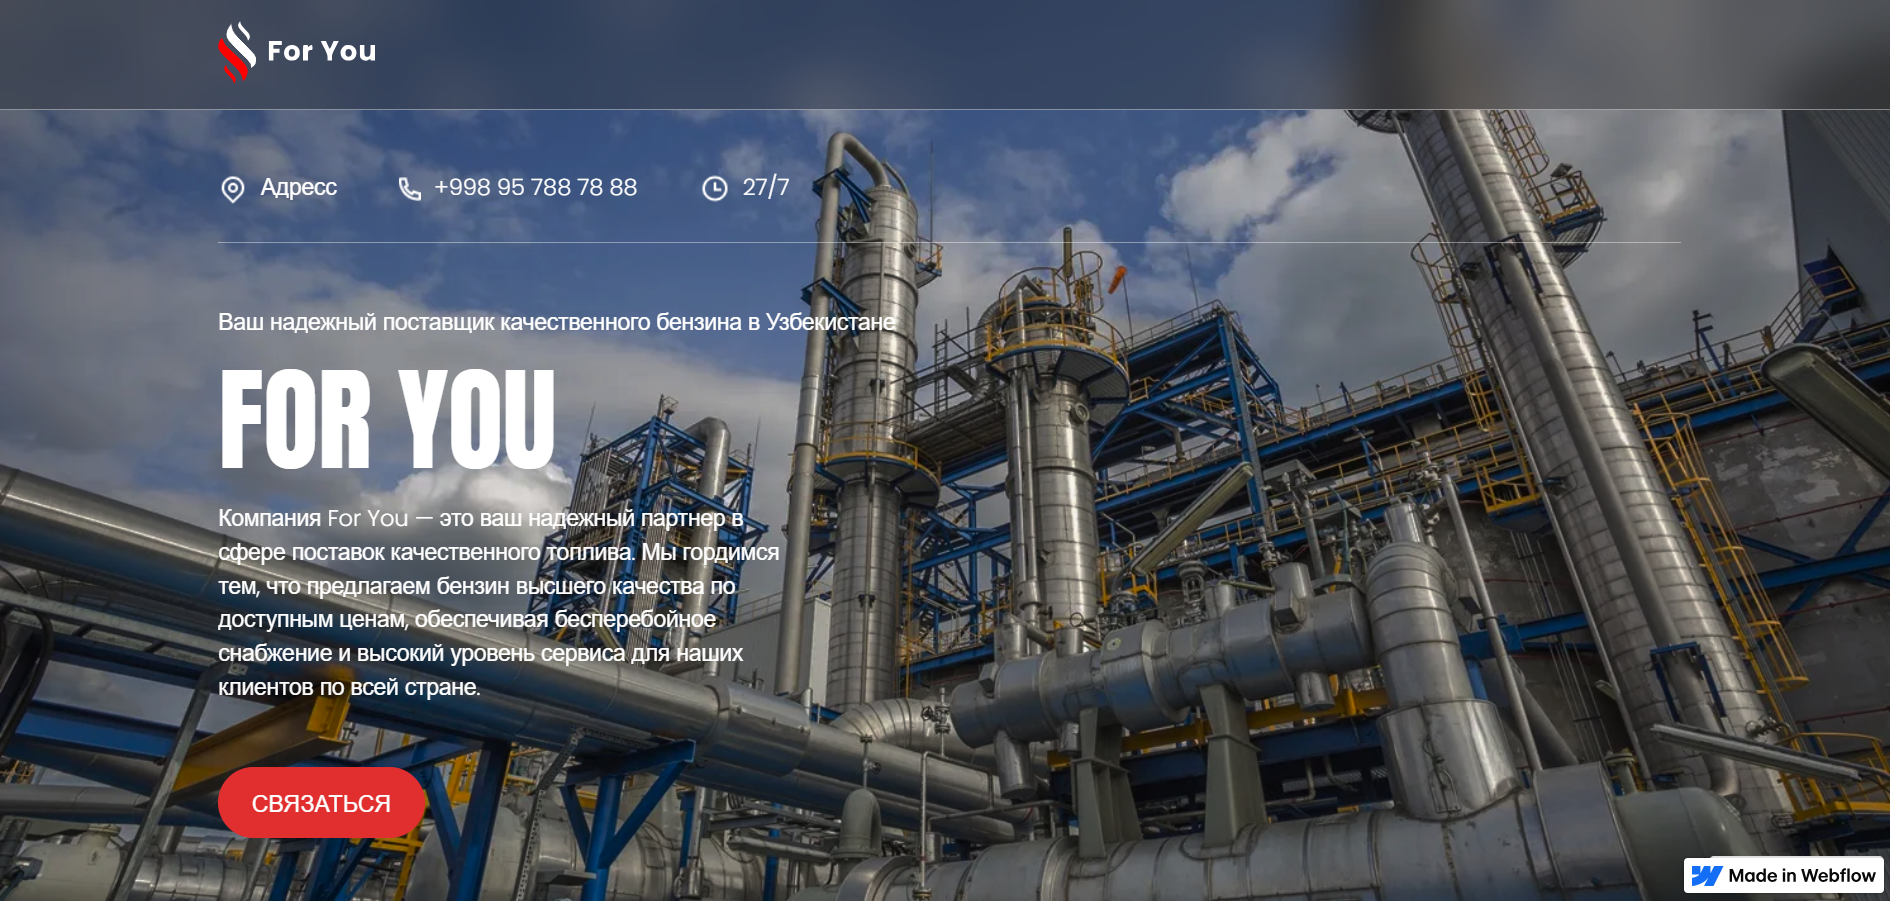 For You
Адресс
+998 95 788 78 88
27/7
Ваш надежный поставщик качественного бензина в Узбекистане
FOR YOU
Компания For You — это ваш надежный партнер в
сфере поставок качественного топлива. Мы гордимся
тем, что предлагаем бензин высшего качества по
доступным ценам, обеспечивая бесперебойное
снабжение и высокий уровень сервиса для наших
клиентов по всей стране.
СВЯЗАТЬСЯ
Made in Webflow